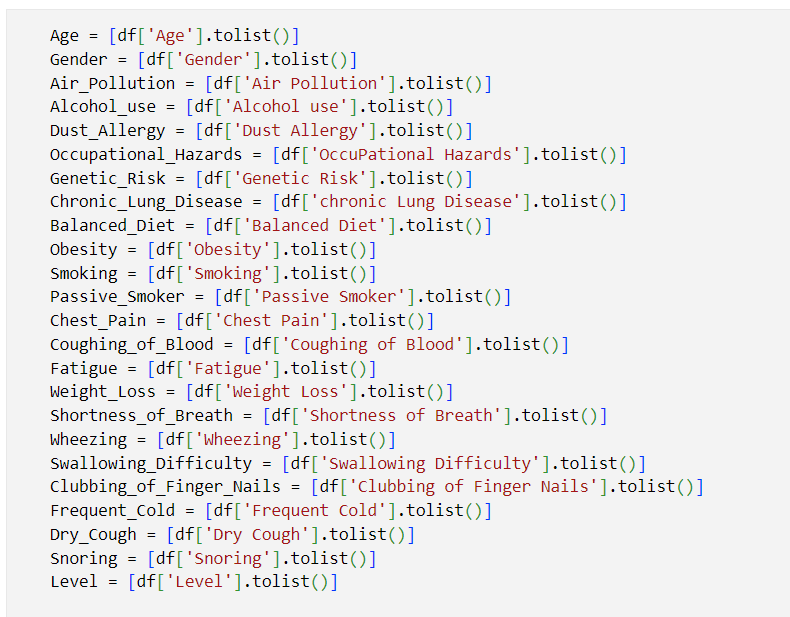 Age = [df['Age'].tolist()]
Gender = [df['Gender'].tolist()]
Air_Pollution = [df['Air Pollution'].tolist()]
Alcohol_use = [df['Alcohol use'].tolist()]
Dust_Allergy = [df['Dust Allergy'].tolist()]
Occupational_Hazards = [df['OccuPational Hazards'].tolist()]
Genetic_Risk = [df['Genetic Risk'].tolist()]
Chronic_Lung_Disease = [df['chronic Lung Disease'].tolist()]
Balanced_Diet = [df['Balanced Diet'].tolist()]
Obesity = [df['Obesity'].tolist()]
Smoking = [df['Smoking'].tolist()]
Passive_Smoker = [df['Passive Smoker'].tolist()]
Chest_Pain = [df['Chest Pain'].tolist()]
Coughing_of_Blood = [df['Coughing of Blood'].tolist()]
Fatigue = [df['Fatigue'].tolist()]
Weight_Loss = [df['Weight Loss'].tolist()]
Shortness_of_Breath = [df['Shortness of Breath'].tolist()]
Wheezing = [df['Wheezing'].tolist()]
Swallowing_Difficulty = [df['Swallowing Difficulty'].tolist()]
Clubbing_of_Finger_Nails = [df['Clubbing of Finger Nails'].tolist()]
Frequent_Cold = [df['Frequent Cold'].tolist()]
Dry_Cough = [df['Dry Cough'].tolist()]
Snoring = [df['Snoring'].tolist()]
Level = [df['Level'].tolist()]